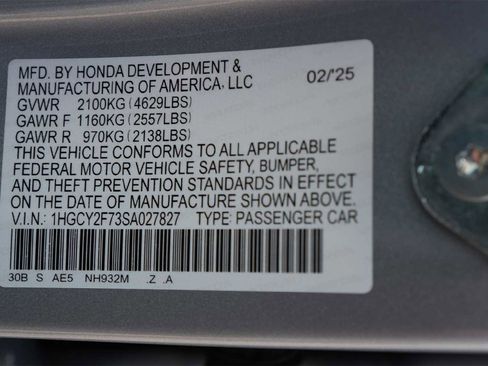 MFD. BY HONDA DEVELOPMENT &
MANUFACTURING OF AMERICA, LLC 02/'25
GVWR 2100KG (4629LBS)
GAWR F 1160KG (2557LBS)
GAWR R 970KG (2138LBS)
THIS VEHICLE CONFORMS TO ALL APPLICABLE
FEDERAL MOTOR VEHICLE SAFETY, BUMPER,
AND THEFT PREVENTION STANDARDS IN EFFECT
ON THE DATE OF MANUFACTURE SHOWN ABOVE.
V.I.N.: 1HGCY2F73SA027827 TYPE: PASSENGER CAR
30B S AE5 NH932M .Z .A